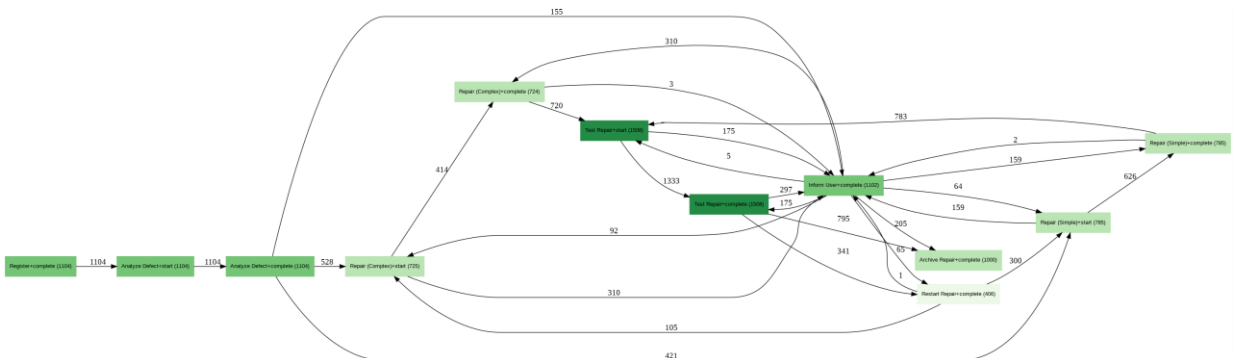 155
310
Repair (Complex)+complete (724)
3
720
783
Test Repair+start (1508)
175
2
Repair (Simple)+complete (785)
5
159
414
1333
297
Inform User+complete (1102)
64
626
Test Repair+complete (1508)
175
159
795
205
Repair (Simple)+start (785)
92
341
65
Archive Repair+complete (1000)
300
Register+complete (1104)
1104
Analyze Defect+start (1104)
1104
Analyze Defect+complete (1104)
528
Repair (Complex)+start (725)
1
310
Restart Repair+complete (406)
105
421